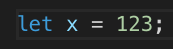 let x = 123;